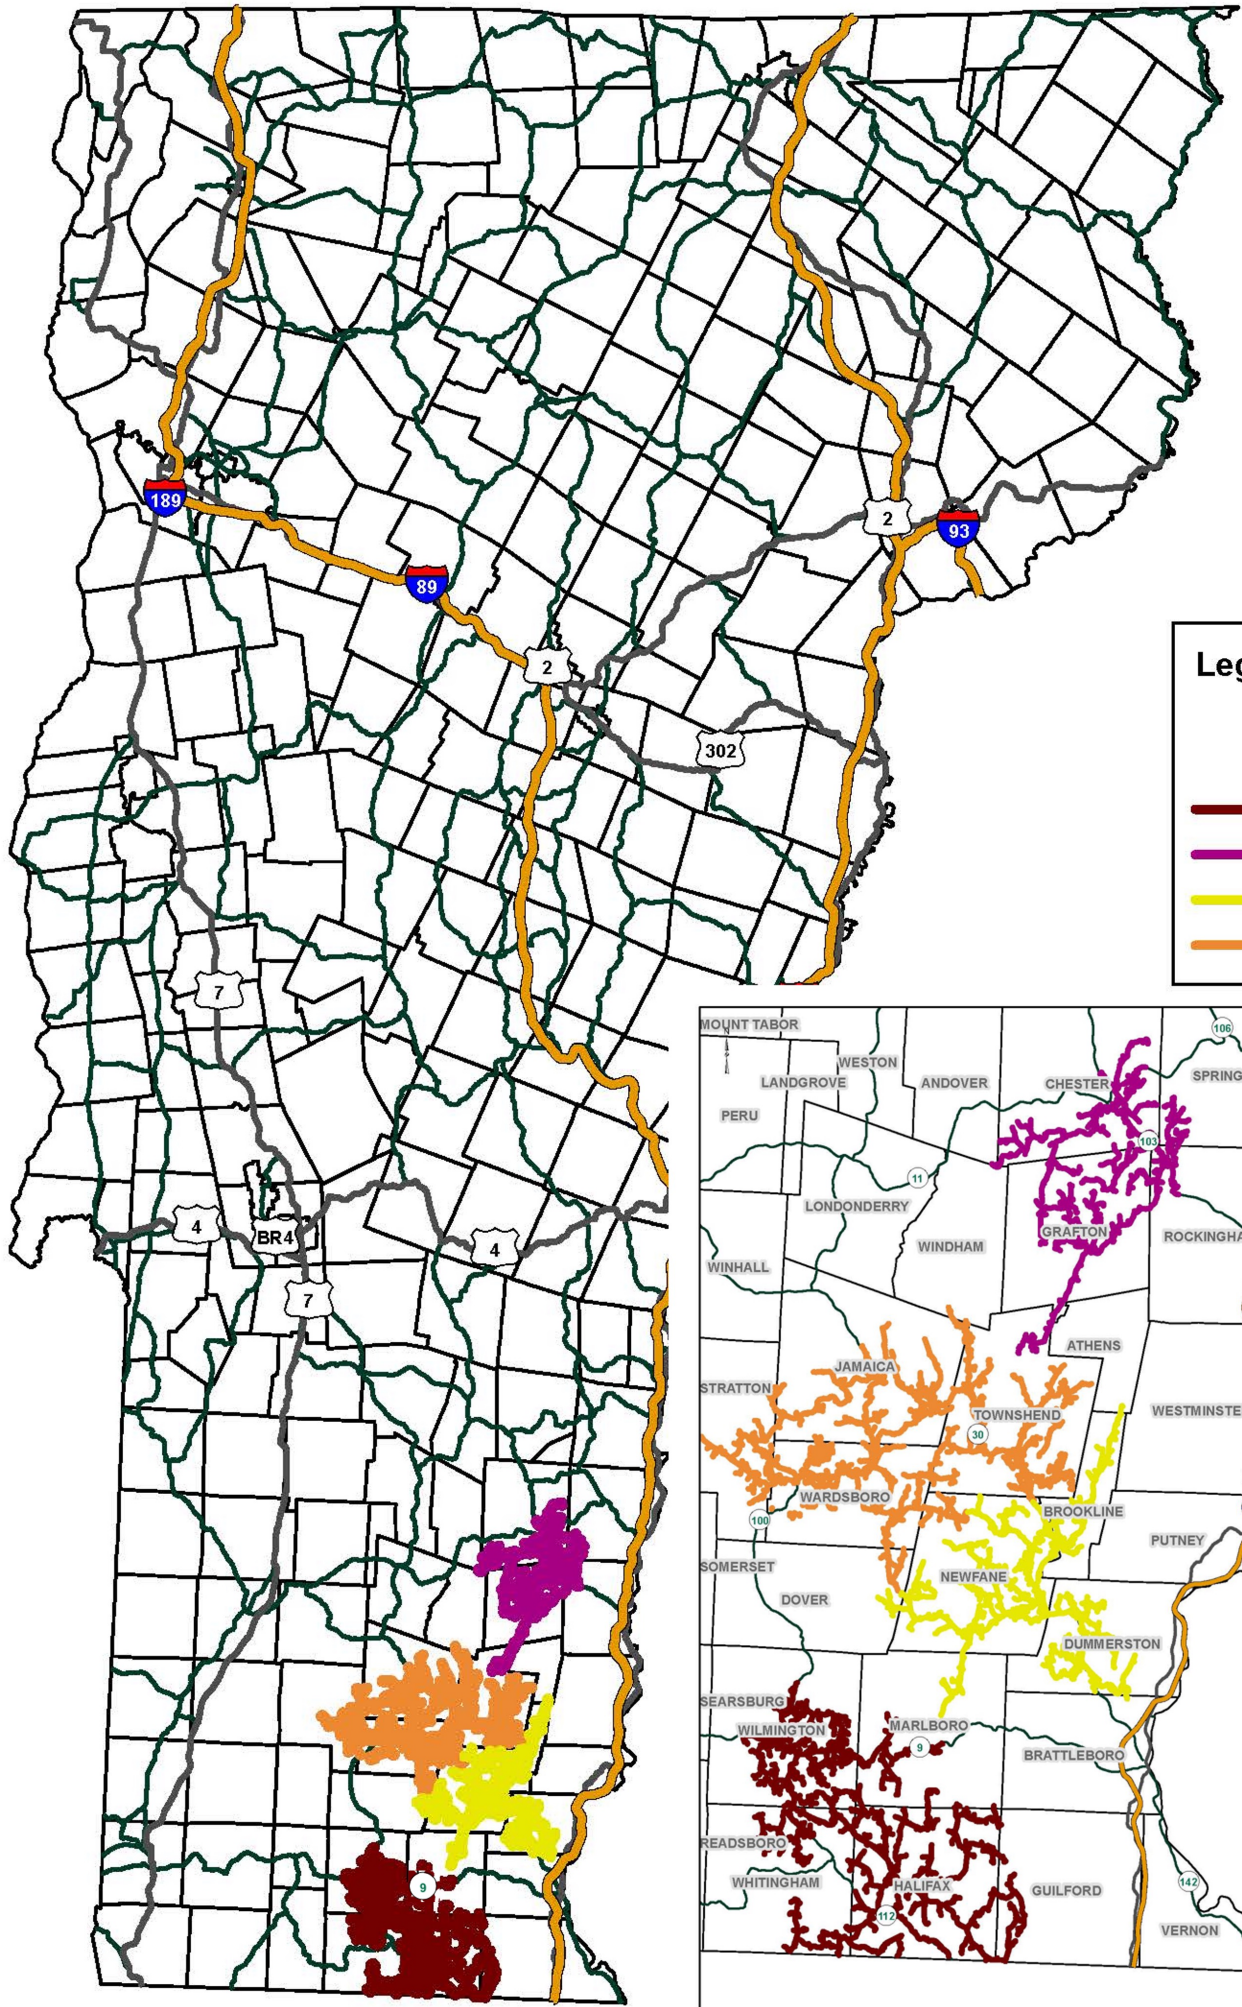 189
89
2
93
2
302
Leg
7
4
BR4
4
7
9
MOUNT TABOR
N
106
WESTON
LANDGROVE
ANDOVER
CHESTER
SPRING
PERU
103
11
LONDONDERRY
GRAFTON
ROCKINGHA
WINDHAM
WINHALL
ATHENS
JAMAICA
STRATTON
TOWNSHEND
WESTMINSTE
30
WARDSBORO
BROOKLINE
100
PUTNEY
SOMERSET
NEWFANE
DOVER
DUMMERSTON
SEARSBURG
WILMINGTON
MARLBORO
9
BRATTLEBORO
READSBORO
WHITINGHAM
HALIFAX
GUILFORD
142
112
VERNON